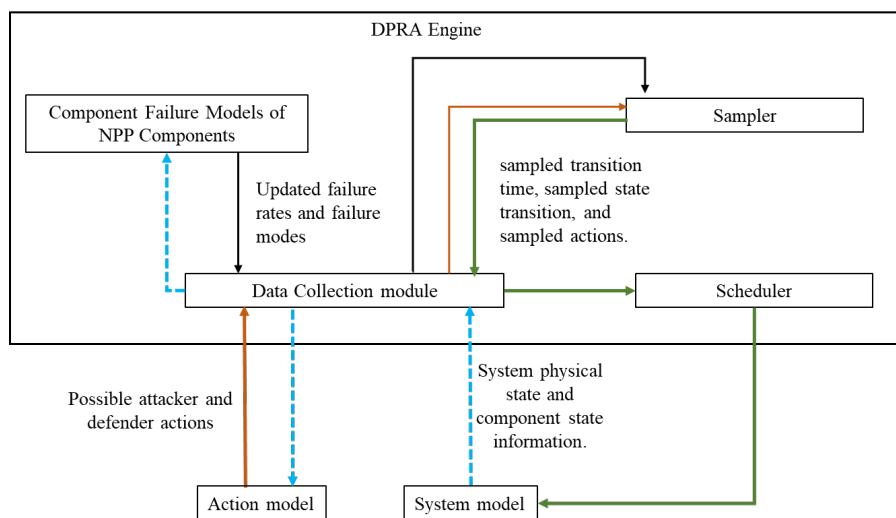 DPRA Engine
Component Failure Models of
NPP Components
Sampler
Updated failure
rates and failure
modes
sampled transition
time, sampled state
transition, and
sampled actions.
Data Collection module
Scheduler
Possible attacker and
defender actions
System physical
state and
component state
information.
Action model
System model